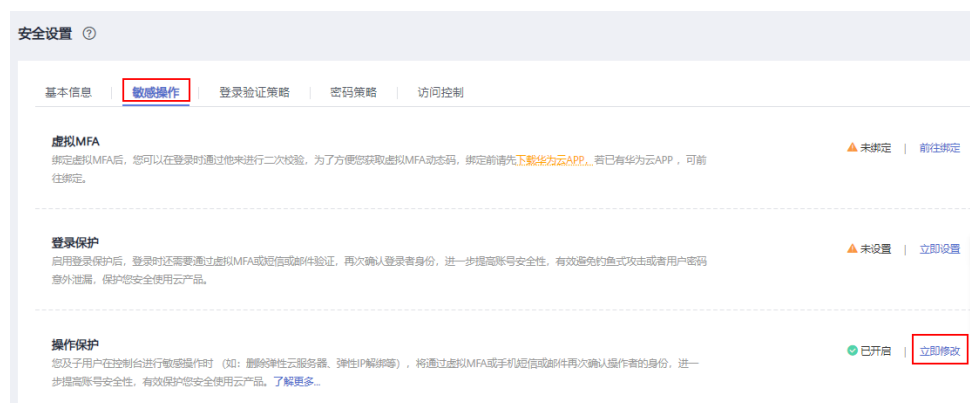 安全设置 ?
基本信息 敏感操作 登录验证策略 密码策略 访问控制
虚拟MFA
绑定虚拟MFA后，您可以在登录时通过他来进行二次校验，为了方便您获取虚拟MFA动态码，绑定前请先下载华为云APP，若已有华为云APP，可前
往绑定。
未绑定 | 前往绑定
登录保护
启用登录保护后，登录时还需要通过虚拟MFA或短信或邮件验证，再次确认登录者身份，进一步提高账号安全性，有效避免钓鱼式攻击或者用户密码
意外泄漏，保护您安全使用云产品。
未设置 | 立即设置
操作保护
您及子用户在控制台进行敏感操作时（如：删除弹性云服务器、弹性IP解绑等），将通过虚拟MFA或手机短信或邮件再次确认操作者的身份，进一
步提高账号安全性，有效保护您安全使用云产品。了解更多...
已开启 | 立即修改